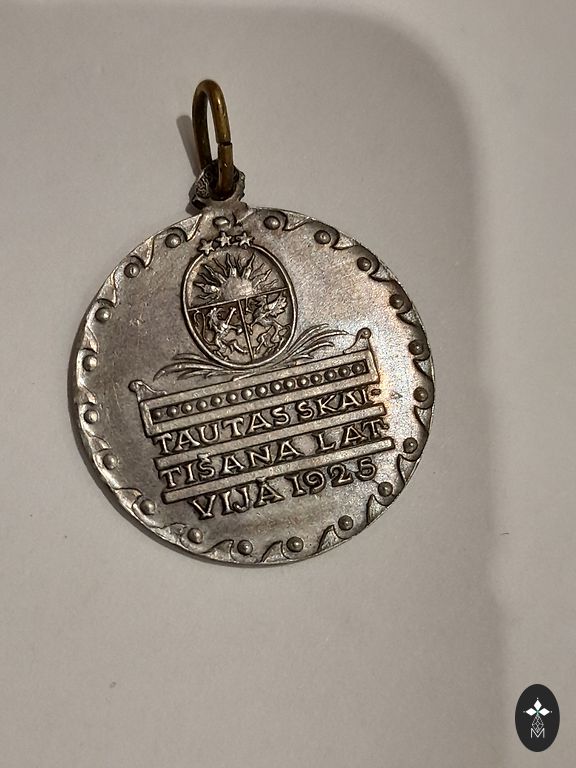 TAUTAS SKAI-
TIŠANA LAT-
VIJĀ 1925
M